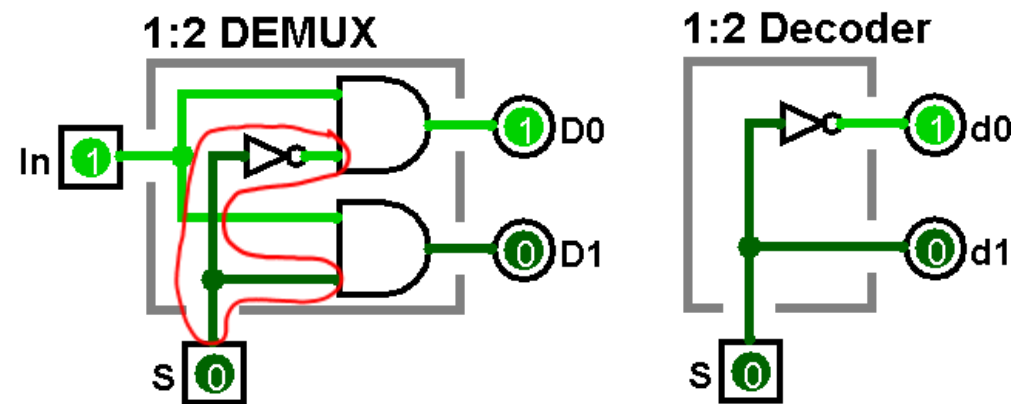 1:2 DEMUX
1:2 Decoder
In 1
1 D0
0 D1
S 0
1 d0
0 d1
S 0